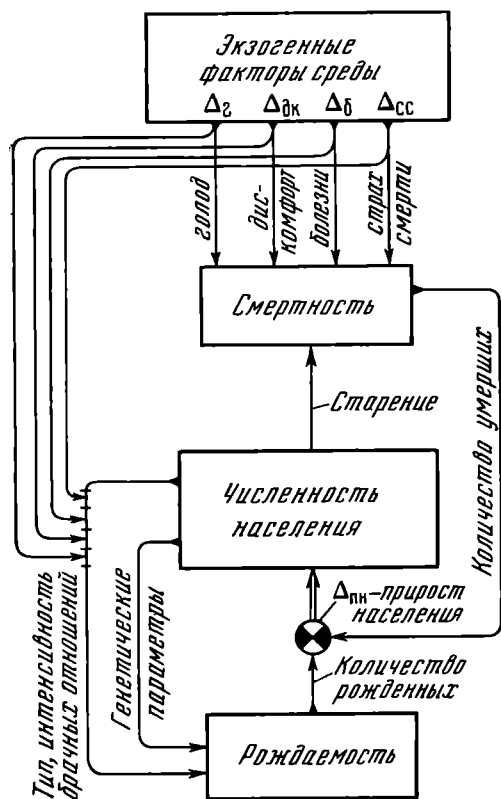 Экзогенные
факторы среды
Δг Δдк Δб Δсс
голод
дис-
комфорт
болезни
страх
смерти
Смертность
Количество умерших
Старение
Численность
населения
Δпн-прирост
населения
Количество
рожденных
Генетические
параметры
Тип, интенсивность
брачных отношений
Рождаемость